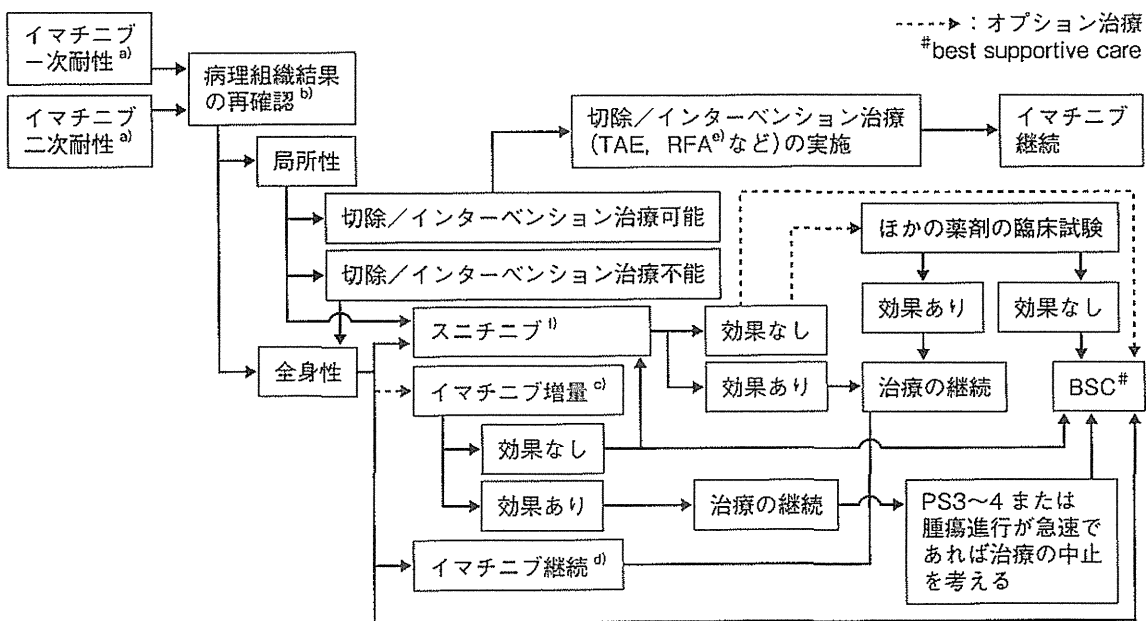 イマチニブ
一次耐性 a)
イマチニブ
二次耐性 a)
病理組織結果
の再確認 b)
┈┈▶：オプション治療
#best supportive care
局所性
切除／インターベンション治療
(TAE, RFA e)など)の実施
イマチニブ
継続
切除／インターベンション治療可能
切除／インターベンション治療不能
ほかの薬剤の臨床試験
効果あり
効果なし
スニチニブ f)
効果なし
全身性
イマチニブ増量 c)
効果あり
治療の継続
BSC#
効果なし
効果あり
治療の継続
PS3～4 または
腫瘍進行が急速で
あれば治療の中止
を考える
イマチニブ継続 d)